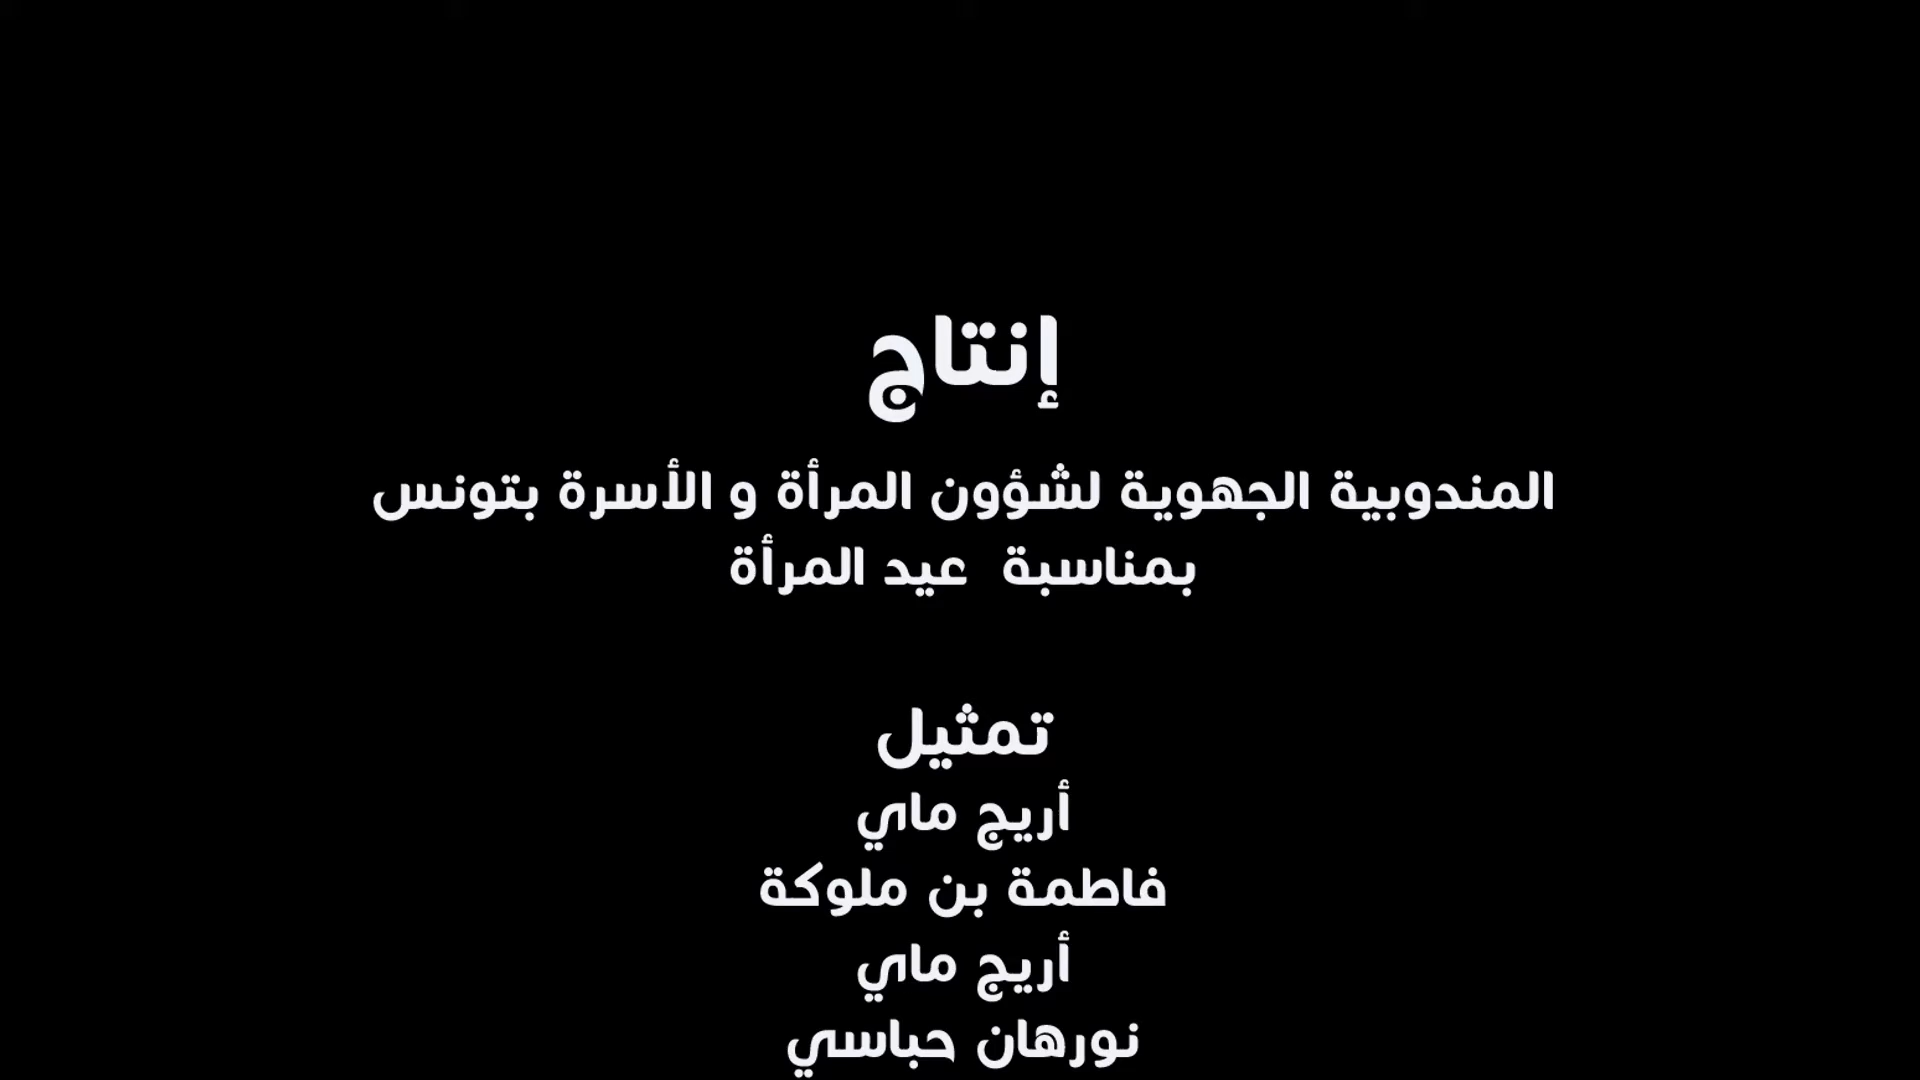 إنتاج
المندوبية الجهوية لشؤون المرأة و الأسرة بتونس
بمناسبة عيد المرأة
تمثيل
أريج ماي
فاطمة بن ملوكة
أريج ماي
نورهان حباسي